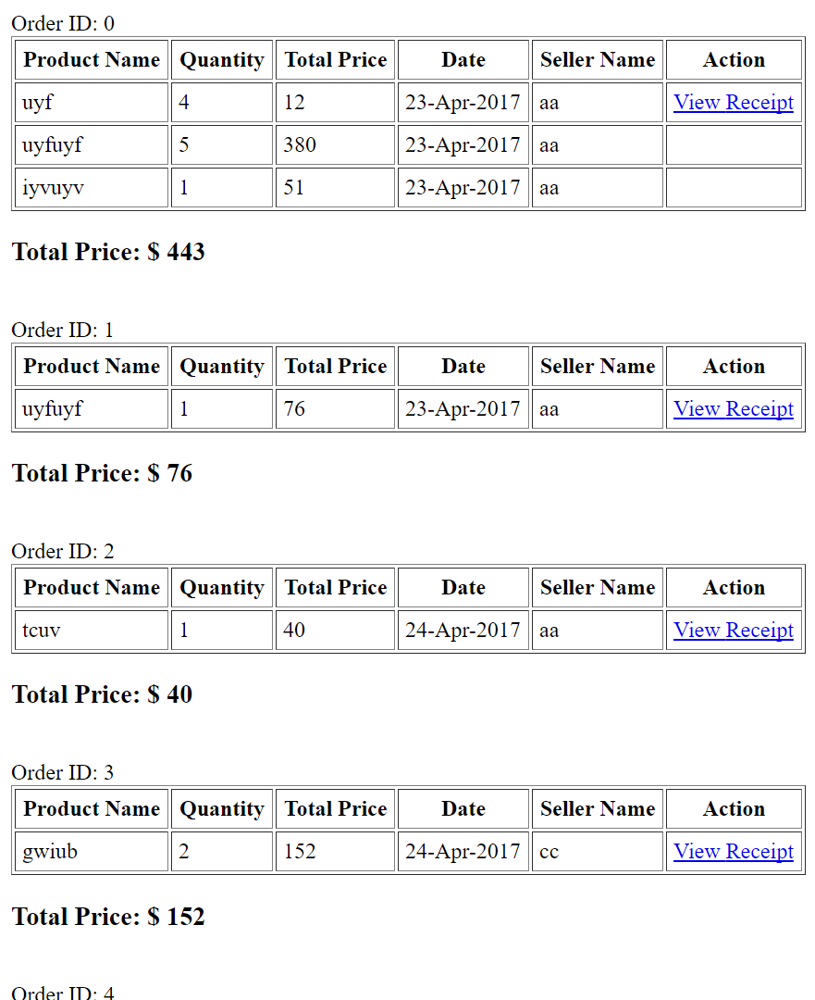 Order ID: 0
Product Name Quantity Total Price Date Seller Name Action
uyf 4 12 23-Apr-2017 aa View Receipt
uyfuyf 5 380 23-Apr-2017 aa
iyvuyv 1 51 23-Apr-2017 aa
Total Price: $ 443
Order ID: 1
Product Name Quantity Total Price Date Seller Name Action
uyfuyf 1 76 23-Apr-2017 aa View Receipt
Total Price: $ 76
Order ID: 2
Product Name Quantity Total Price Date Seller Name Action
tcuv 1 40 24-Apr-2017 aa View Receipt
Total Price: $ 40
Order ID: 3
Product Name Quantity Total Price Date Seller Name Action
gwiub 2 152 24-Apr-2017 cc View Receipt
Total Price: $ 152
Order ID: 4